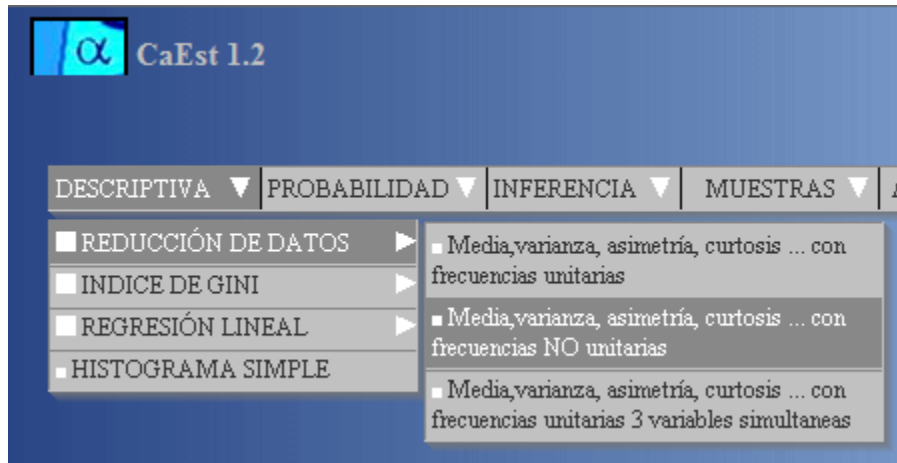 α CaEst 1.2
DESCRIPTIVA PROBABILIDAD INFERENCIA MUESTRAS
REDUCCIÓN DE DATOS
INDICE DE GINI
REGRESIÓN LINEAL
HISTOGRAMA SIMPLE
Media,varianza, asimetría, curtosis ... con
frecuencias unitarias
Media,varianza, asimetría, curtosis ... con
frecuencias NO unitarias
Media,varianza, asimetría, curtosis ... con
frecuencias unitarias 3 variables simultaneas